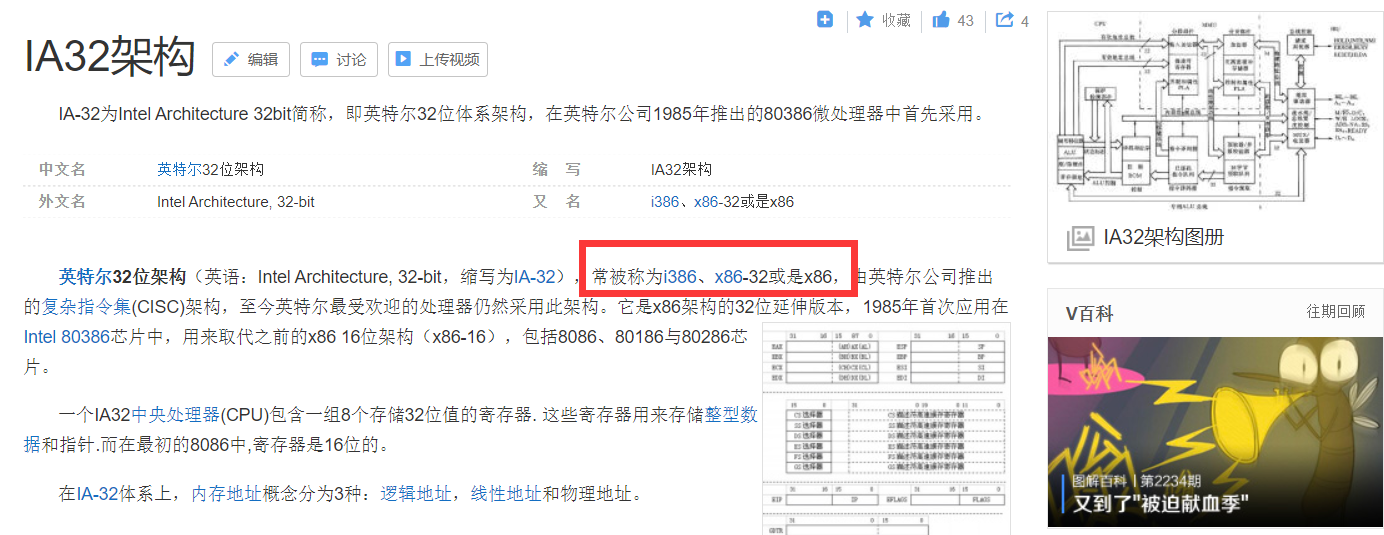 收藏
43
4
IA32架构
编辑
讨论
上传视频
IA-32为Intel Architecture 32bit简称，即英特尔32位体系架构，在英特尔公司1985年推出的80386微处理器中首先采用。
中文名 英特尔32位架构 缩 写 IA32架构
外文名 Intel Architecture, 32-bit 又 名 i386、x86-32或是x86
英特尔32位架构（英语：Intel Architecture, 32-bit，缩写为IA-32），常被称为i386、x86-32或是x86，由英特尔公司推出
的复杂指令集(CISC)架构，至今英特尔最受欢迎的处理器仍然采用此架构。它是x86架构的32位延伸版本，1985年首次应用在
Intel 80386芯片中，用来取代之前的x86 16位架构（x86-16），包括8086、80186与80286芯
片。
一个IA32中央处理器(CPU)包含一组8个存储32位值的寄存器. 这些寄存器用来存储整型数
据和指针.而在最初的8086中,寄存器是16位的。
在IA-32体系上，内存地址概念分为3种：逻辑地址，线性地址和物理地址。
IA32架构图册
V百科
往期回顾
图解百科
第2234期
又到了"被迫献血季"